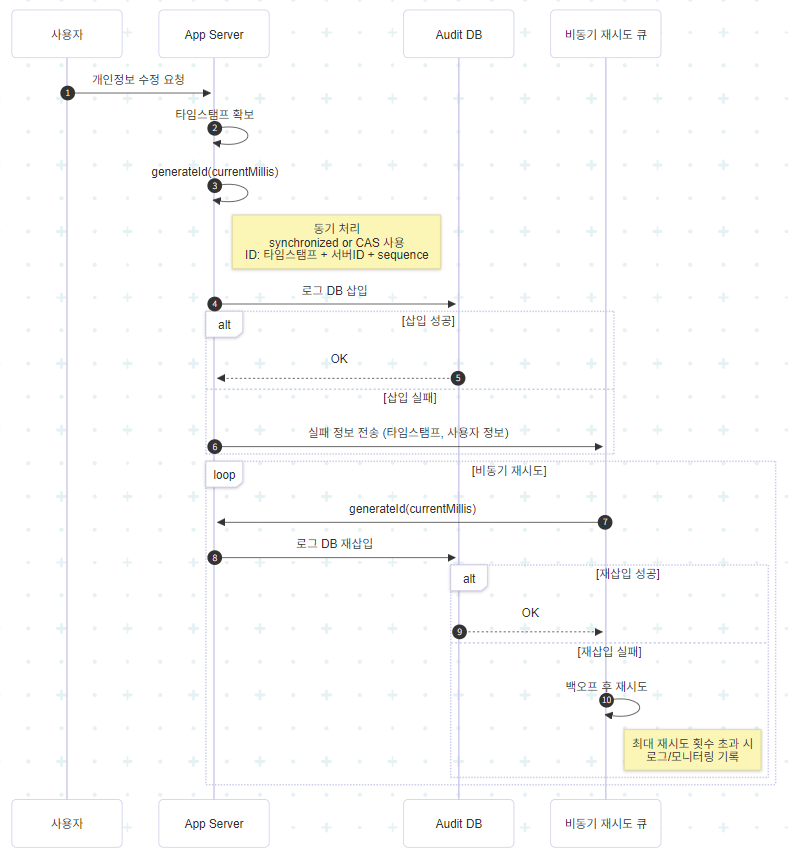 사용자
App Server
Audit DB
비동기 재시도 큐
개인정보 수정 요청
1
타임스탬프 확보
2
generateId(currentMillis)
3
동기 처리
synchronized or CAS 사용
ID: 타임스탬프 + 서버ID + sequence
로그 DB 삽입
4
alt
[삽입 성공]
OK
5
[삽입 실패]
실패 정보 전송 (타임스탬프, 사용자 정보)
6
loop
[비동기 재시도]
generateId(currentMillis)
7
로그 DB 재삽입
8
alt
[재삽입 성공]
OK
9
[재삽입 실패]
백오프 후 재시도
10
최대 재시도 횟수 초과 시
로그/모니터링 기록
사용자
App Server
Audit DB
비동기 재시도 큐